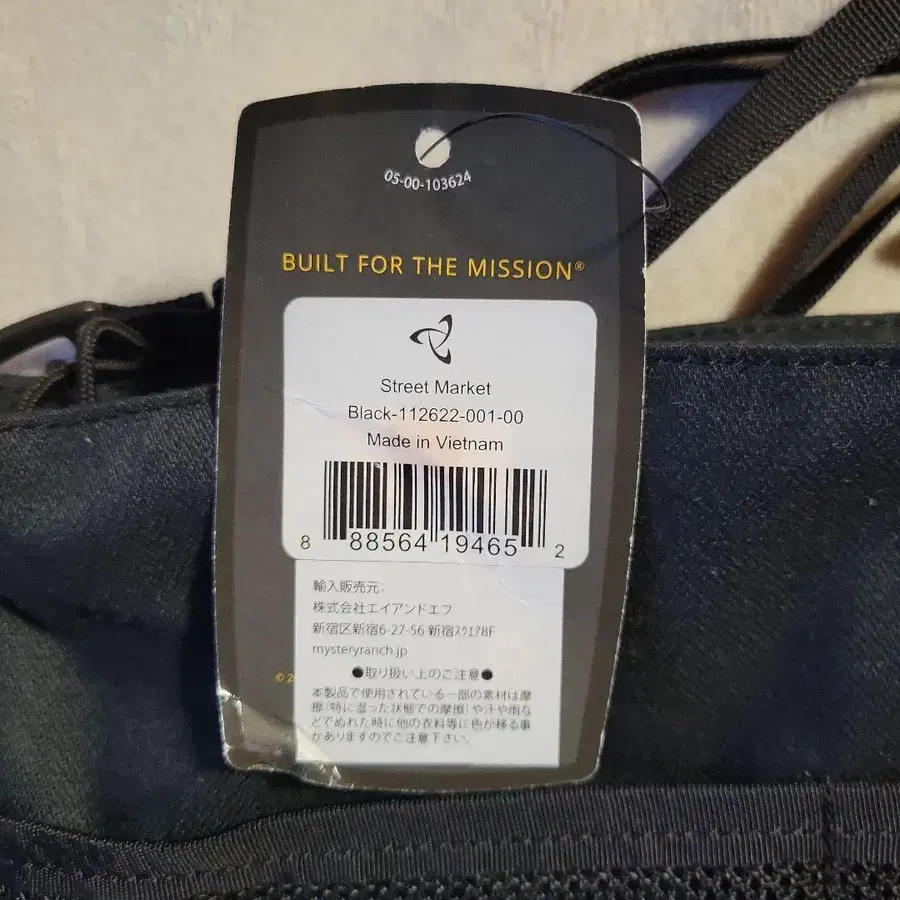 05-00-103624
BUILT FOR THE MISSION®
Street Market
Black-112622-001-00
Made in Vietnam
8 88564 19465 2
輸入販売元:
株式会社エイアンドエフ
新宿区新宿6-27-56 新宿ｽｸｴｱ8F
mysteryranch.jp
●取り扱い上のご注意●
© 2
本製品で使用されている一部の素材は摩
擦(特に湿った状態での摩擦)や汗や雨な
どでぬれた時に他の衣料等に色が移る事
がありますのでご注意下さい。